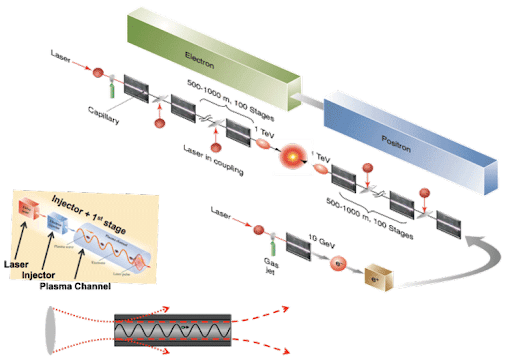 Electron
Laser
Capillary
500-1000 m, 100 Stages
1 TeV
Laser in coupling
Positron
1 TeV
500-1000 m, 100 Stages
Injector + 1st stage
Laser
Injector
Plasma Channel
Laser
Gas
jet
10 GeV
e-
e+